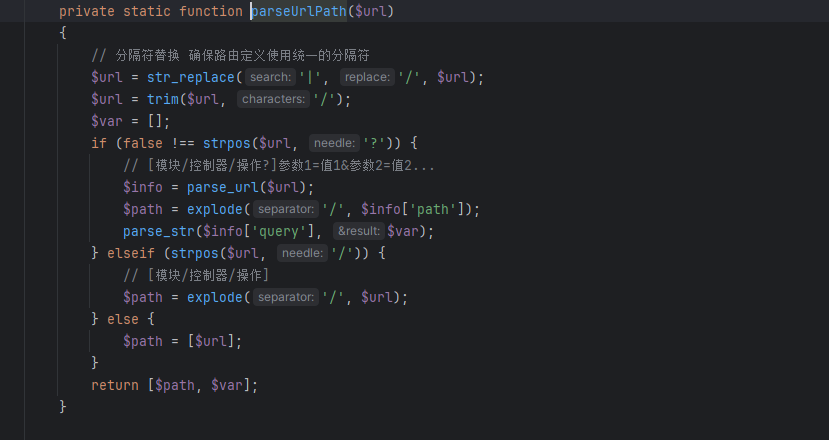 private static function parseUrlPath($url)
{
// 分隔符替换 确保路由定义使用统一的分隔符
$url = str_replace( search: '|', replace: '/', $url);
$url = trim($url, characters: '/');
$var = [];
if (false !== strpos($url, needle: '?')) {
// [模块/控制器/操作?]参数1=值1&参数2=值2...
$info = parse_url($url);
$path = explode( separator: '/', $info['path']);
parse_str($info['query'], &result: $var);
} elseif (strpos($url, needle: '/')) {
// [模块/控制器/操作]
$path = explode( separator: '/', $url);
} else {
$path = [$url];
}
return [$path, $var];
}